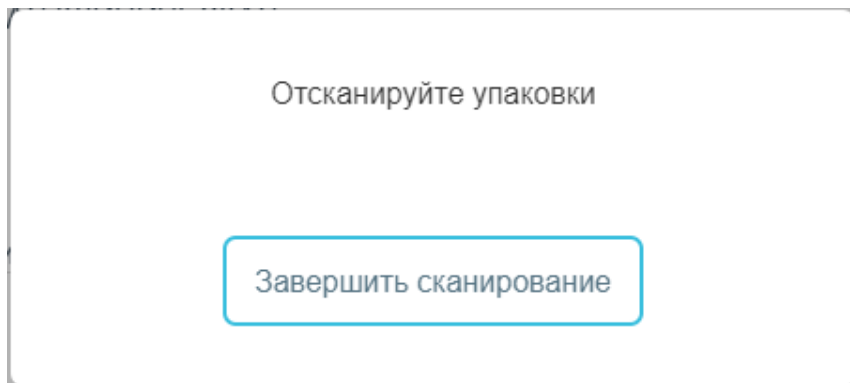 Отсканируйте упаковки
Завершить сканирование